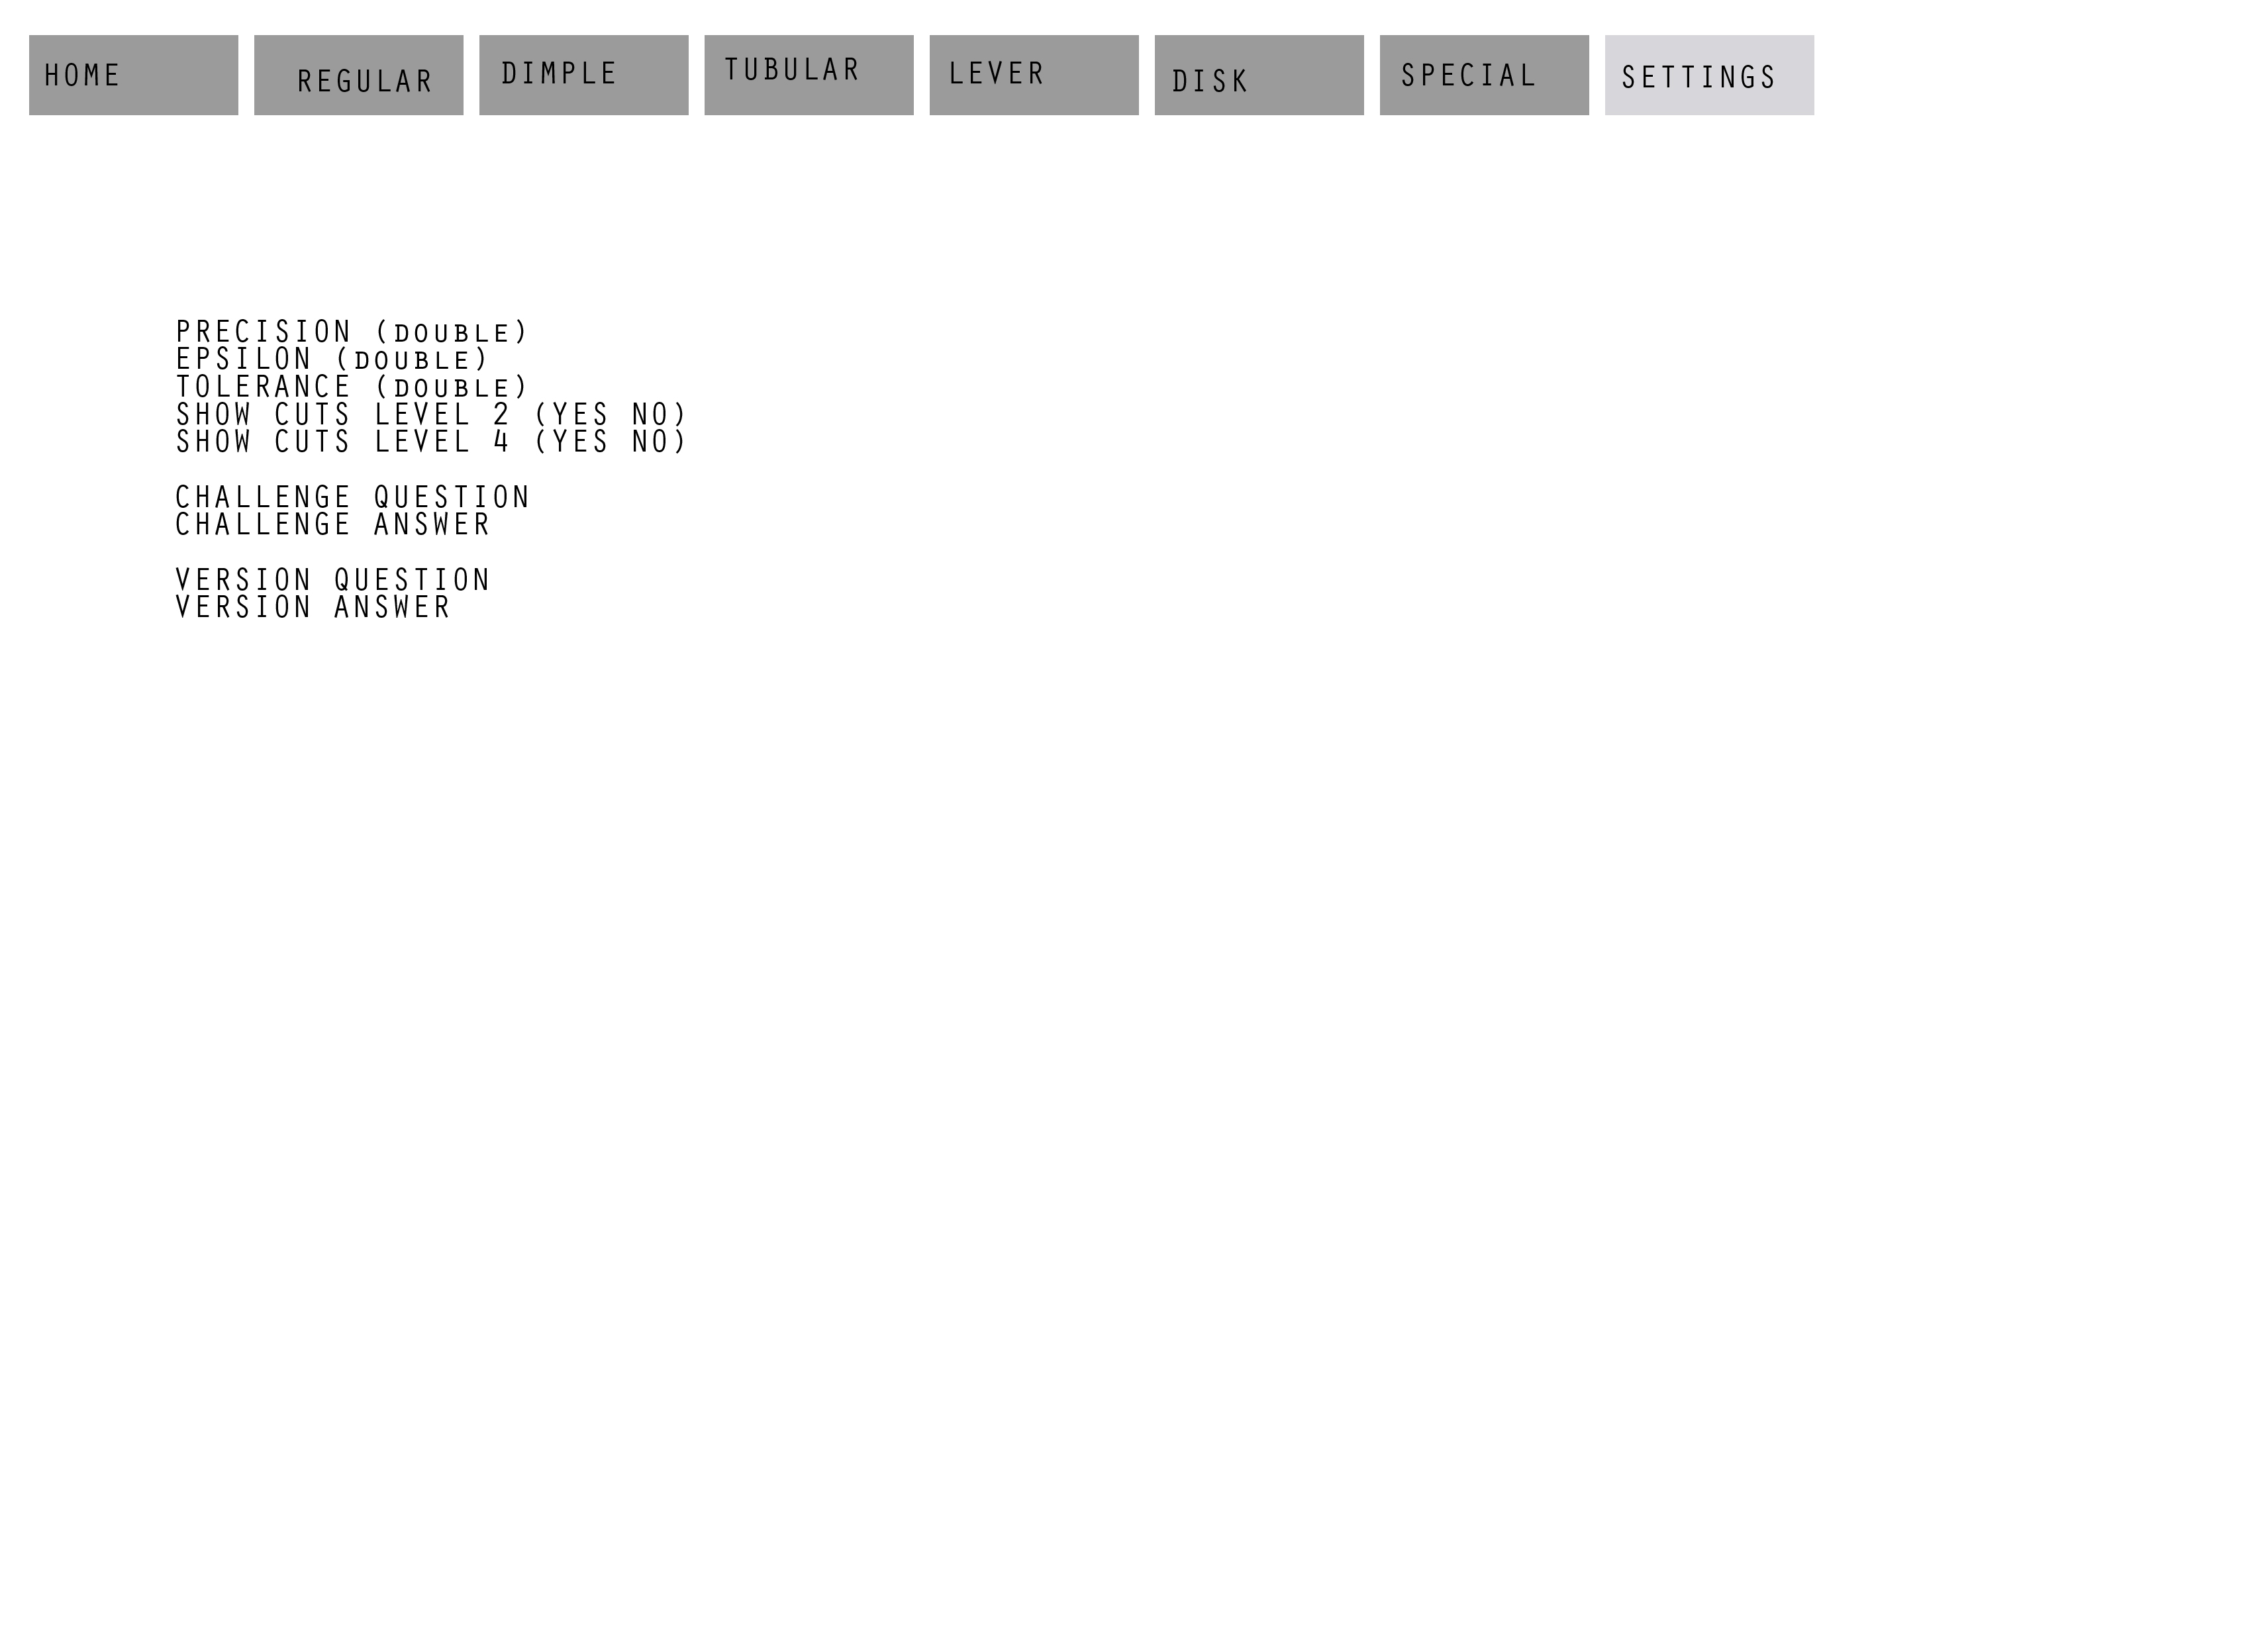 HOME
REGULAR
DIMPLE
TUBULAR
LEVER
DISK
SPECIAL
SETTINGS
PRECISION (DOUBLE)
EPSILON (DOUBLE)
TOLERANCE (DOUBLE)
SHOW CUTS LEVEL 2 (YES NO)
SHOW CUTS LEVEL 4 (YES NO)
CHALLENGE QUESTION
CHALLENGE ANSWER
VERSION QUESTION
VERSION ANSWER